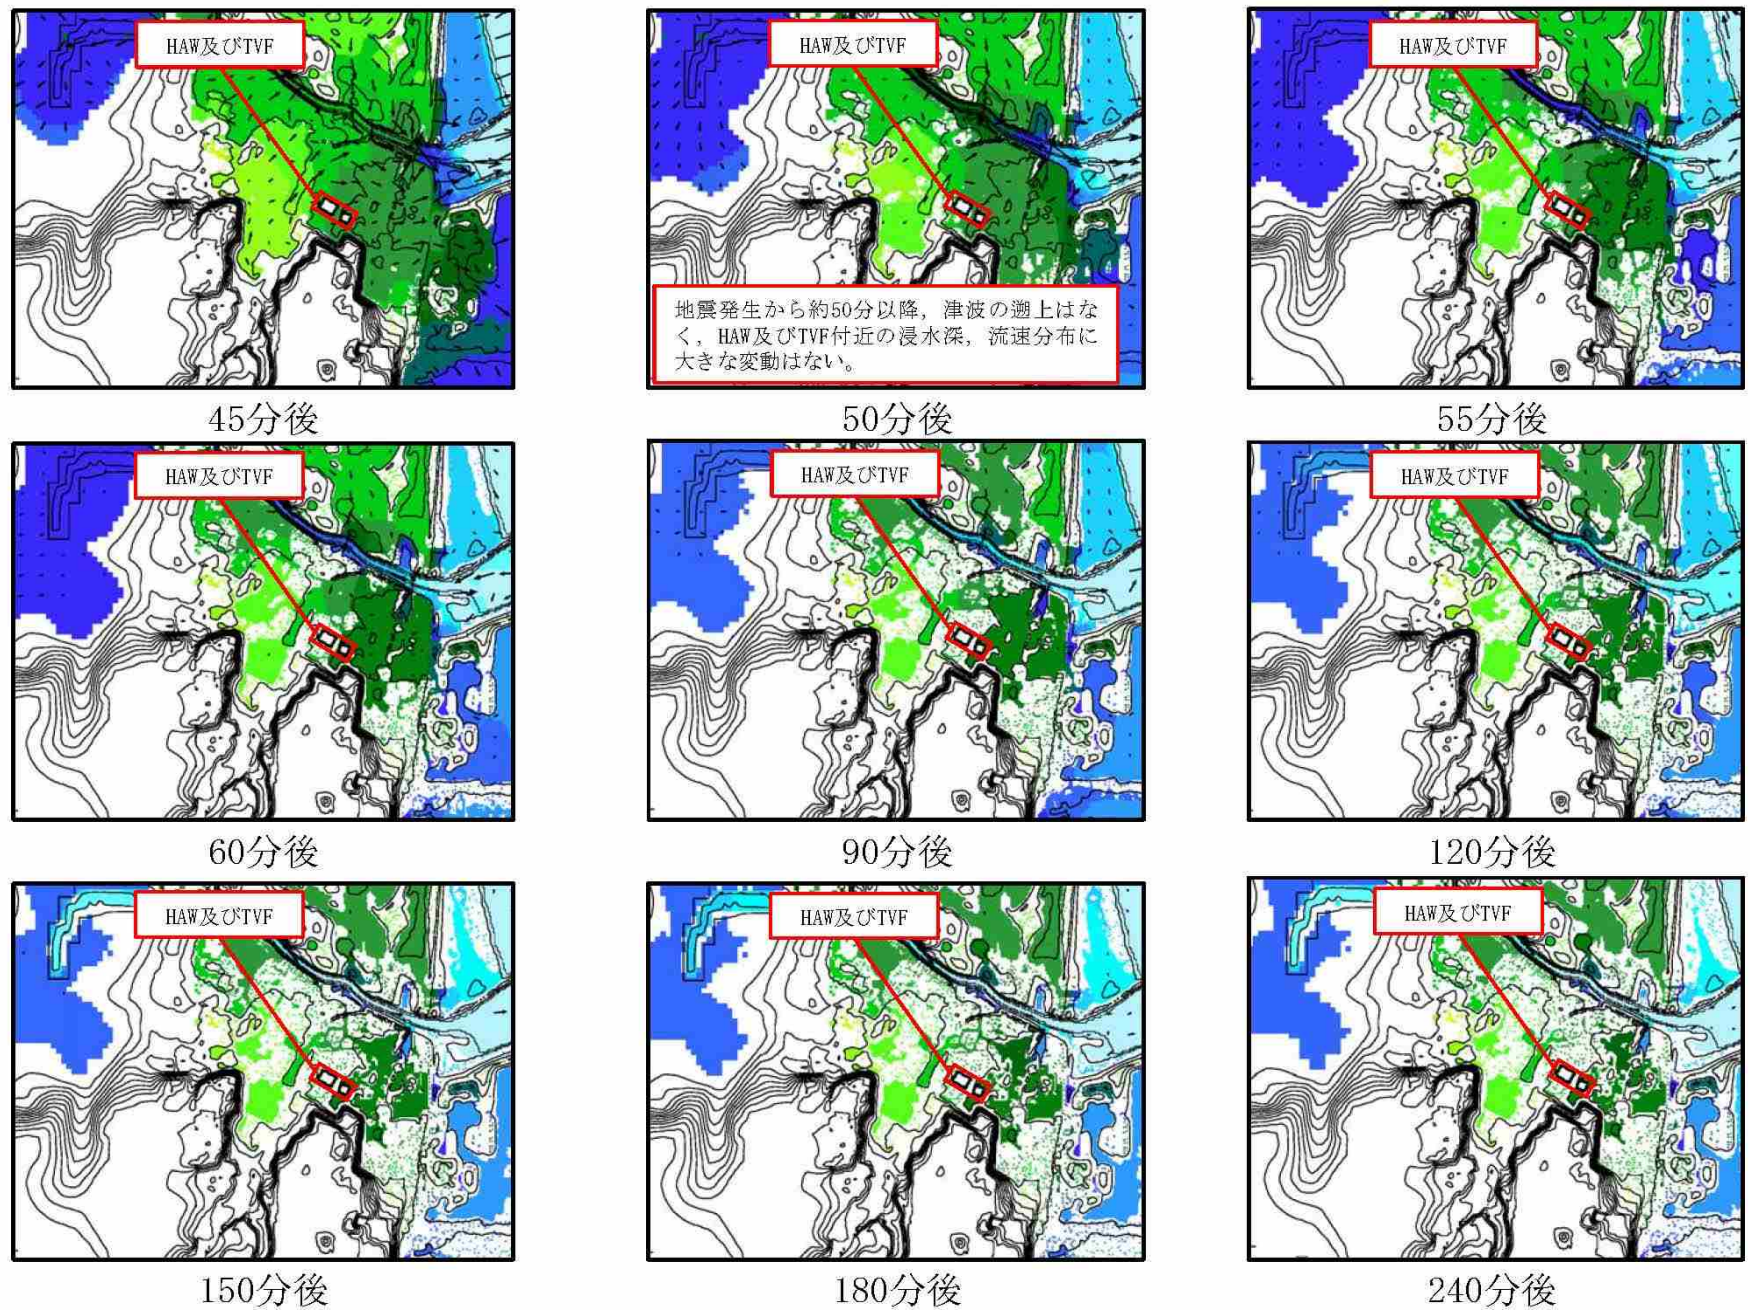 HAW及びTVF
HAW及びTVF
HAW及びTVF
地震発生から約50分以降，津波の遡上はな
く，HAW及びTVF付近の浸水深，流速分布に
大きな変動はない。
45分後
50分後
55分後
HAW及びTVF
HAW及びTVF
HAW及びTVF
60分後
90分後
120分後
HAW及びTVF
HAW及びTVF
HAW及びTVF
150分後
180分後
240分後